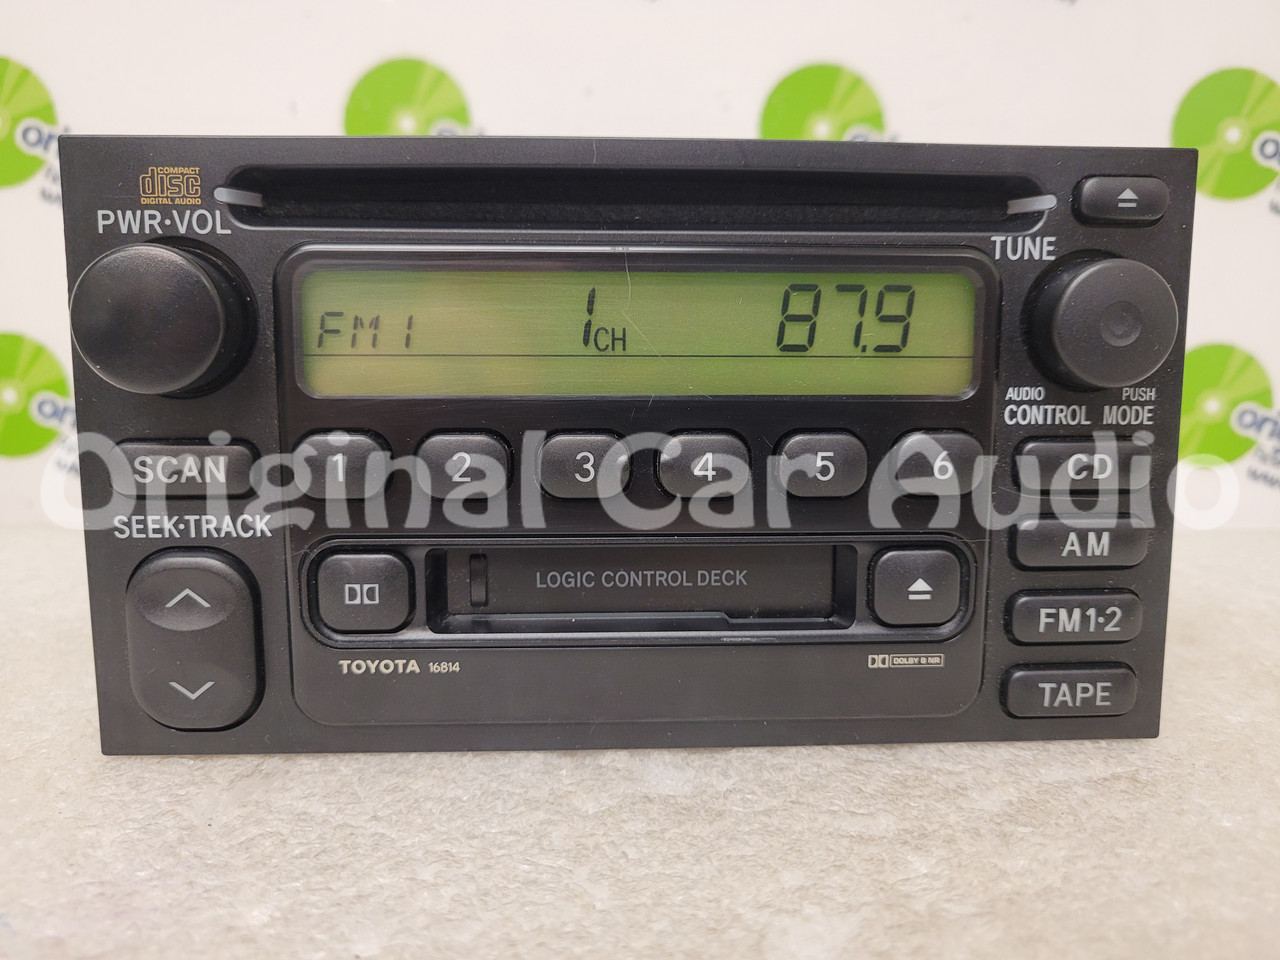 COMPACT
disc
DIGITAL AUDIO
PWR·VOL
TUNE
FM1 1CH 87.9
AUDIO PUSH
CONTROL MODE
SCAN 1 2 3 4 5 6 CD
Original Car Audio
SEEK·TRACK
AM
LOGIC CONTROL DECK
FM1·2
TOYOTA 16814
DOLBY B NR
TAPE